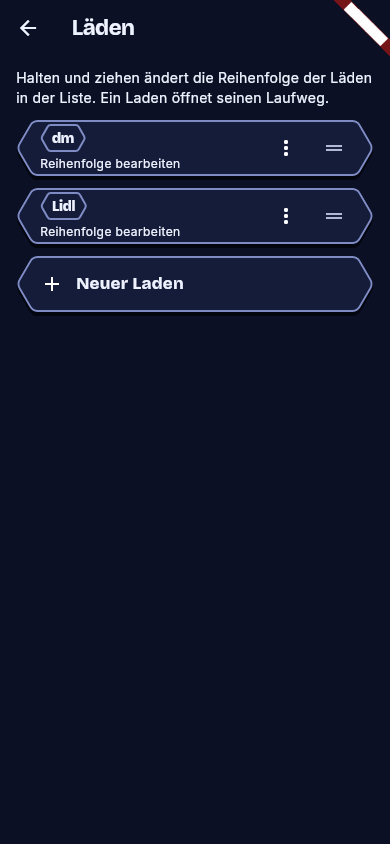 Läden
Halten und ziehen ändert die Reihenfolge der Läden
in der Liste. Ein Laden öffnet seinen Laufweg.
dm
Reihenfolge bearbeiten
Lidl
Reihenfolge bearbeiten
Neuer Laden